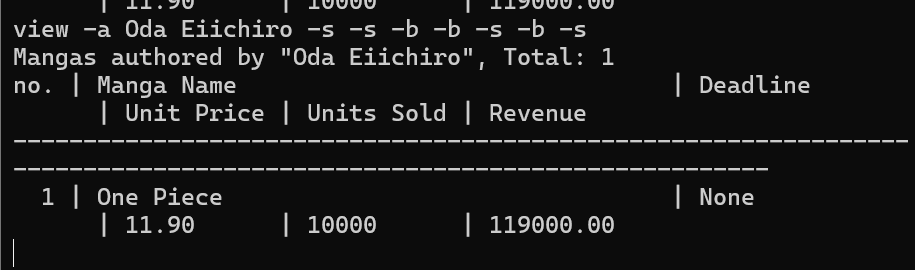 | 11.90 | 10000 | 119000.00
view -a Oda Eiichiro -s -s -b -b -s -b -s
Mangas authored by "Oda Eiichiro", Total: 1
no. | Manga Name | Deadline
| Unit Price | Units Sold | Revenue
----------------------------------------------------------------
------------------------------------------------------
1 | One Piece | None
| 11.90 | 10000 | 119000.00